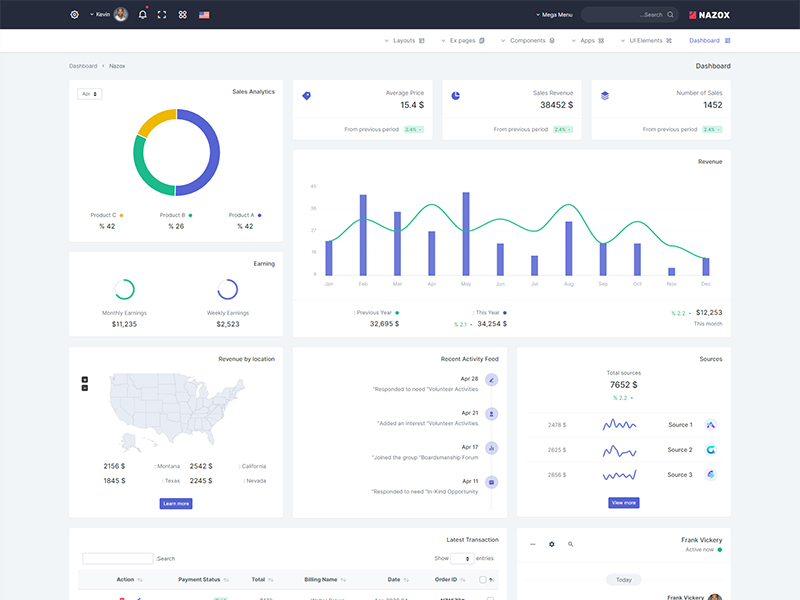 Kevin
Mega Menu
...Search
NAZOX
Layouts
Ex pages
Components
Apps
UI Elements
Dashboard
Dashboard < Nazox
Dashboard
Apr
Sales Analytics
Product C
% 42
Product B
% 26
Product A
% 42
Average Price
15.4 $
From previous period 2.4%
Sales Revenue
38452 $
From previous period 2.4%
Number of Sales
1452
From previous period 2.4%
Revenue
45
36
27
18
9
Jan Feb Mar Apr May Jun Jul Aug Sep Oct Nov Dec
: Previous Year
32,695 $
: This Year
% 2.1 34,254 $
% 2.2 $12,253
This month
Earning
Monthly Earnings
$11,235
Weekly Earnings
$2,523
Revenue by location
2156 $ : Montana 2542 $ : California
1845 $ : Texas 2245 $ : Nevada
Learn more
Recent Activity Feed
Apr 28
"Responded to need "Volunteer Activities
Apr 21
"Added an interest "Volunteer Activities
Apr 17
"Joined the group "Boardsmanship Forum
Apr 11
"Responded to need "In-Kind Opportunity
Sources
Total sources
7652 $
% 2.2
2478 $ Source 1
2625 $ Source 2
2856 $ Source 3
View more
Latest Transaction
:Search
Show entries
Action Payment Status Total Billing Name Date Order ID
Frank Vickery
Active now
Today
Frank Vickery